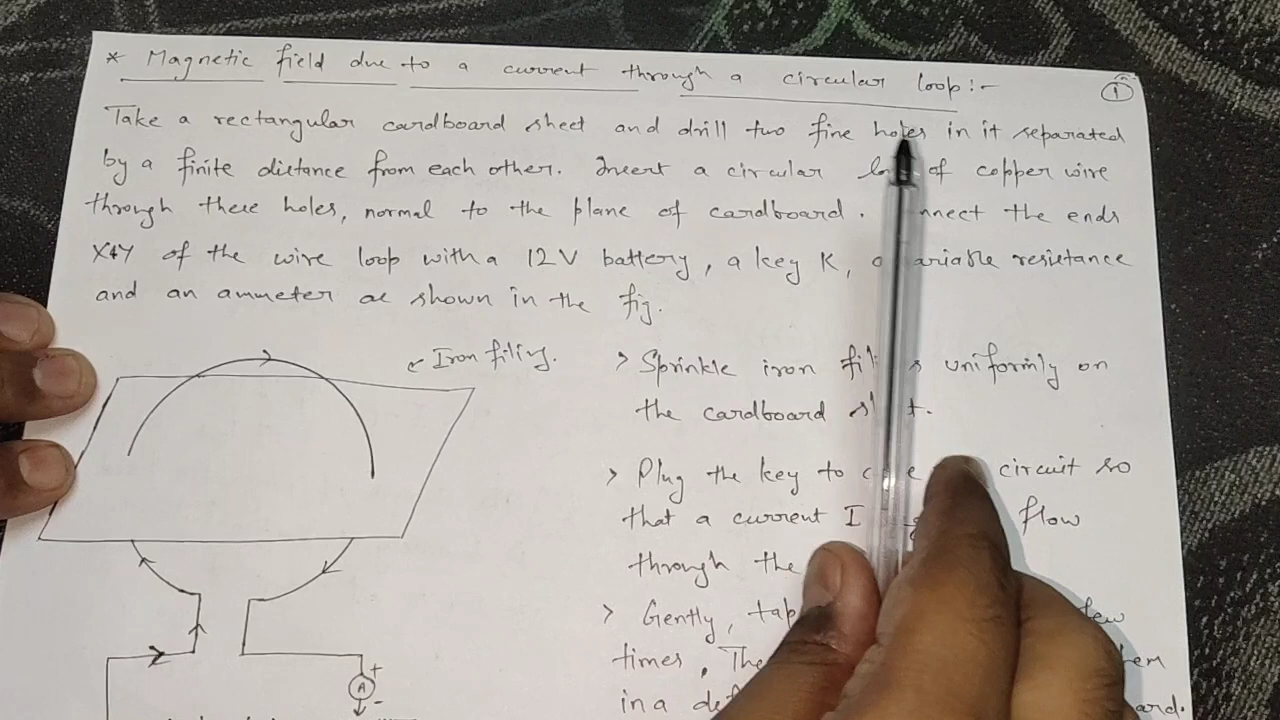 * Magnetic field due to a current through a circular loop :-
①
Take a rectangular cardboard sheet and drill two fine holes in it separated
by a finite distance from each other. Insert a circular of copper wire
through these holes, normal to the plane of cardboard. the ends
X&Y of the wire loop with a 12V battery, a key K, resistance
and an ammeter as shown in the fig.
Iron filing.
> Sprinkle iron uniformly on
the cardboard
> Plug the key to circuit so
that a current I flow
through the
> Gently, tap few
times, The
in a
A
+
-